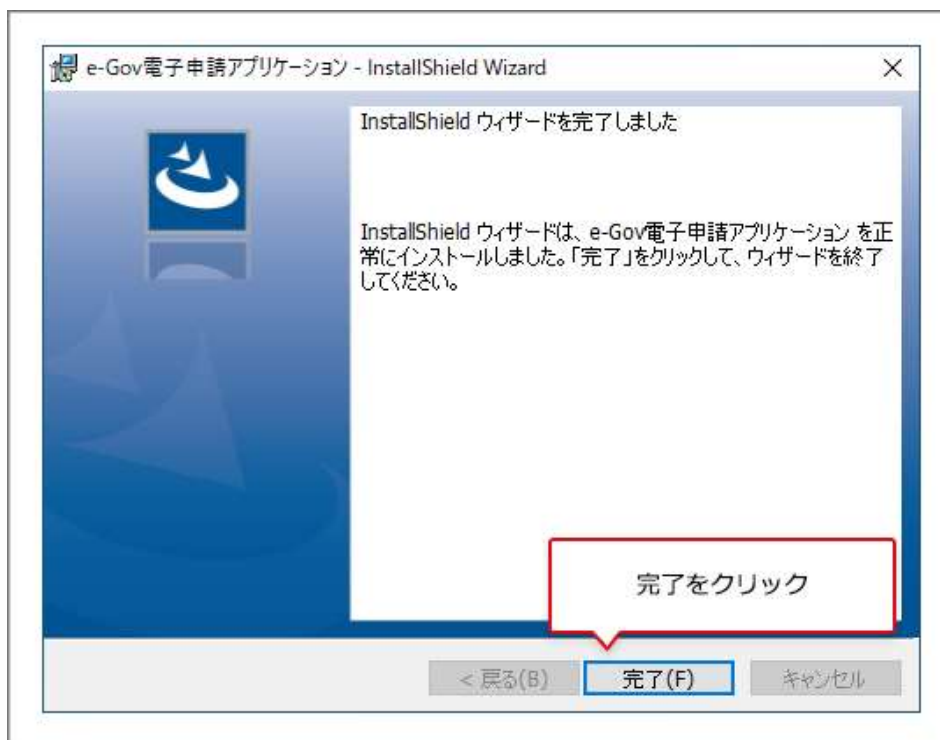 e-Gov電子申請アプリケーション - InstallShield Wizard
InstallShield ウィザードを完了しました
InstallShield ウィザードは、e-Gov電子申請アプリケーション を正
常にインストールしました。「完了」をクリックして、ウィザードを終了
してください。
完了をクリック
< 戻る(B)
完了(F)
キャンセル